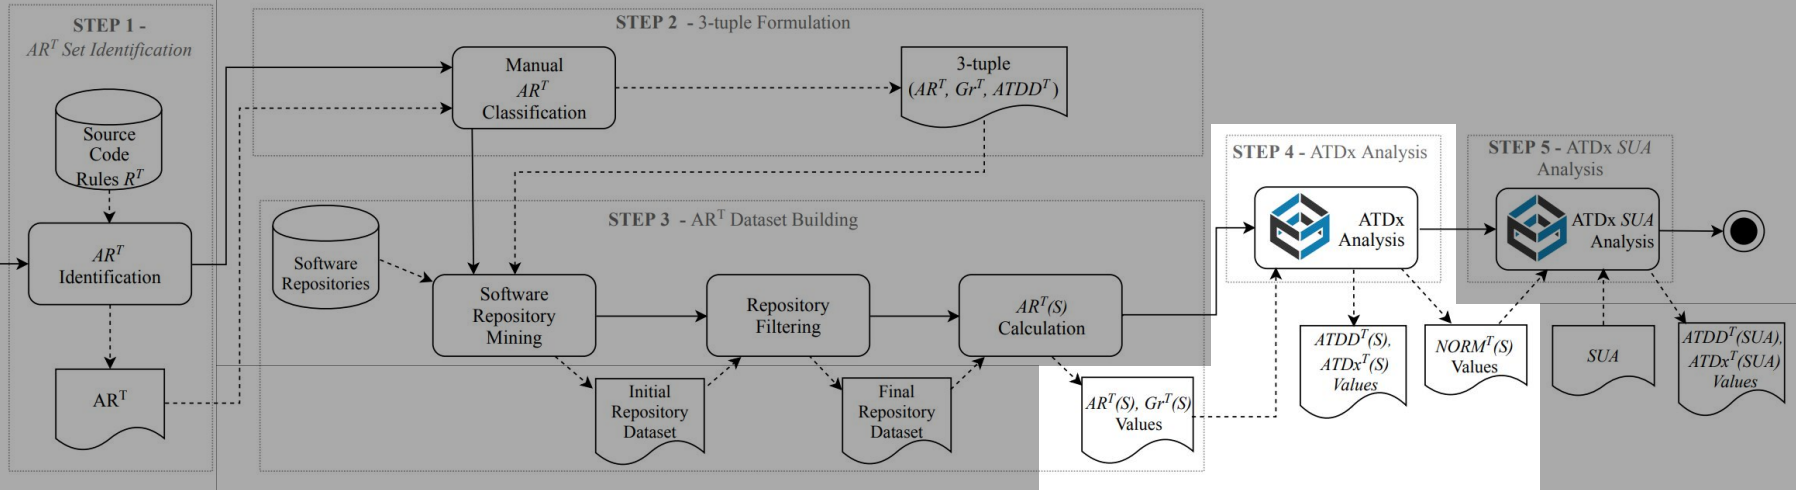 STEP 1 -
AR^T Set Identification
Source
Code
Rules R^T
AR^T
Identification
AR^T
STEP 2 - 3-tuple Formulation
Manual
AR^T
Classification
3-tuple
(AR^T, Gr^T, ATDD^T)
STEP 3 - AR^T Dataset Building
Software
Repositories
Software
Repository
Mining
Repository
Filtering
AR^T(S)
Calculation
Initial
Repository
Dataset
Final
Repository
Dataset
AR^T(S), Gr^T(S)
Values
STEP 4 - ATDx Analysis
ATDx
Analysis
ATDD^T(S),
ATDx^T(S)
Values
NORM^T(S)
Values
STEP 5 - ATDx SUA
Analysis
ATDx SUA
Analysis
SUA
ATDD^T(SUA),
ATDx^T(SUA)
Values